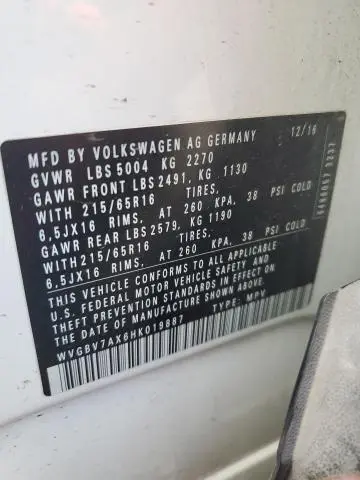 MFD BY VOLKSWAGEN AG GERMANY 12/16
GVWR LBS 5004 KG 2270
GAWR FRONT LBS 2491, KG 1130
WITH 215/65R16 TIRES,
6,5JX16 RIMS, AT 260 KPA, 38 PSI COLD
GAWR REAR LBS 2579, KG 1190
WITH 215/65R16 TIRES,
6,5JX16 RIMS, AT 260 KPA, 38 PSI COLD
THIS VEHICLE CONFORMS TO ALL APPLICABLE
U.S. FEDERAL MOTOR VEHICLE SAFETY AND
THEFT PREVENTION STANDARDS IN EFFECT ON
THE DATE OF MANUFACTURE SHOWN ABOVE.
WVGBV7AX6HK019887 TYPE: MPV